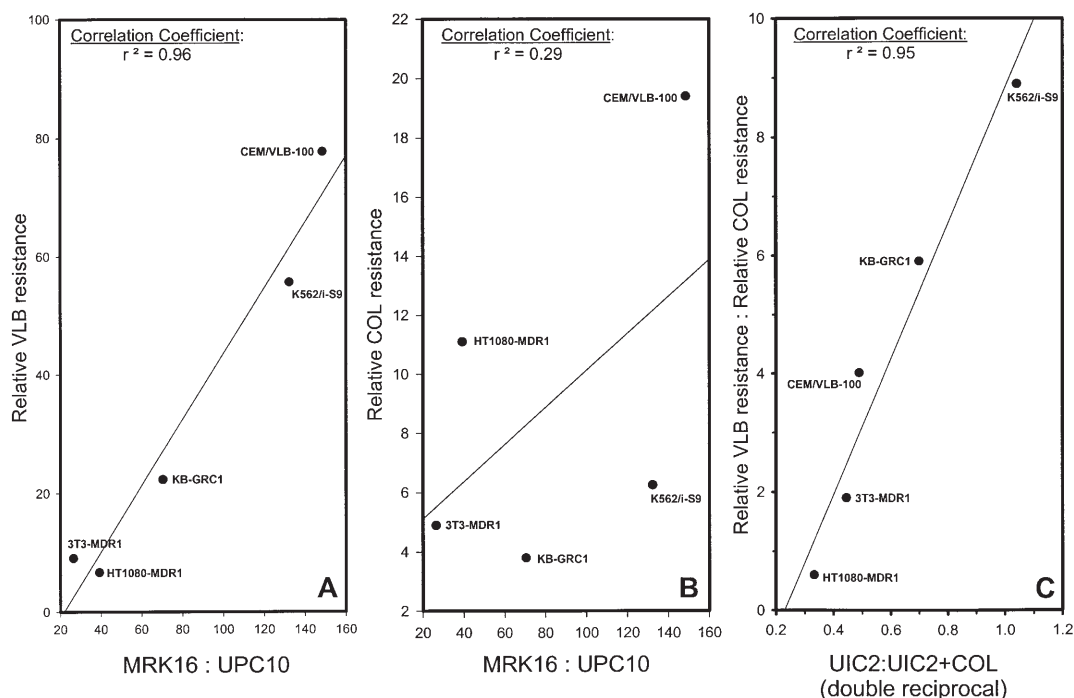 Correlation Coefficient:
r ² = 0.96
Relative VLB resistance
100
80
60
40
20
0
CEM/VLB-100
K562/i-S9
KB-GRC1
3T3-MDR1
HT1080-MDR1
A
20 40 60 80 100 120 140 160
MRK16 : UPC10
Correlation Coefficient:
r ² = 0.29
Relative COL resistance
22
20
18
16
14
12
10
8
6
4
2
CEM/VLB-100
HT1080-MDR1
K562/i-S9
3T3-MDR1
KB-GRC1
B
20 40 60 80 100 120 140 160
MRK16 : UPC10
Correlation Coefficient:
r ² = 0.95
Relative VLB resistance : Relative COL resistance
10
8
6
4
2
0
K562/i-S9
KB-GRC1
CEM/VLB-100
3T3-MDR1
HT1080-MDR1
C
0.2 0.4 0.6 0.8 1.0 1.2
UIC2:UIC2+COL
(double reciprocal)